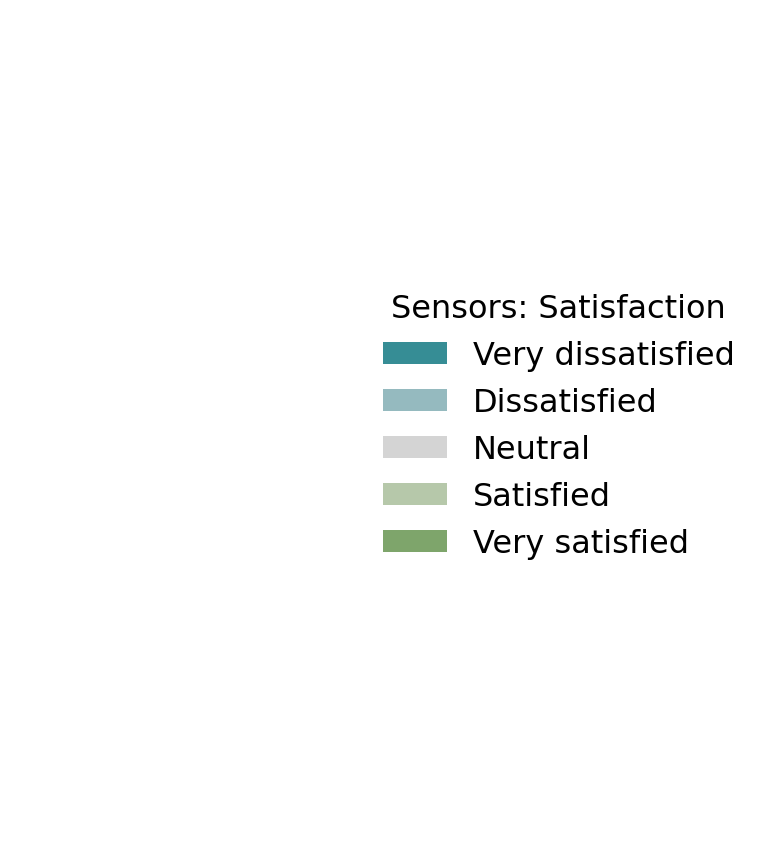 Sensors: Satisfaction
Very dissatisfied
Dissatisfied
Neutral
Satisfied
Very satisfied